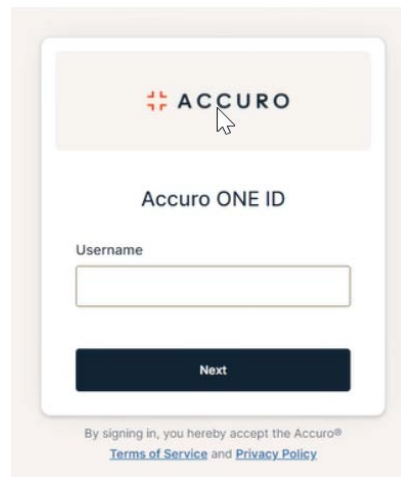 ACCURO
Accuro ONE ID
Username
Next
By signing in, you hereby accept the Accuro®
Terms of Service and Privacy Policy